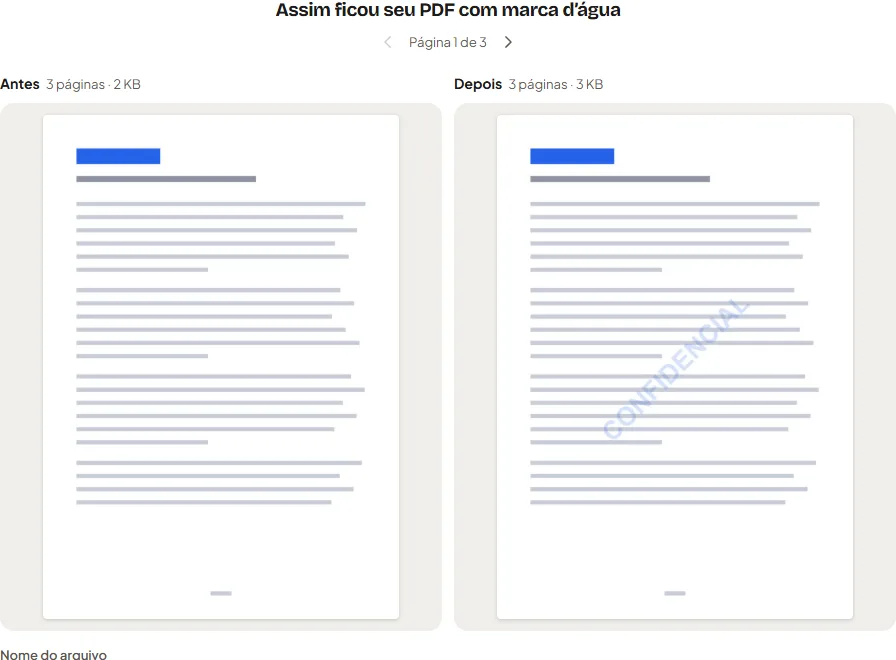 Assim ficou seu PDF com marca d’água
Página 1 de 3
Antes 3 páginas · 2 KB
Depois 3 páginas · 3 KB
CONFIDENCIAL
Nome do arquivo